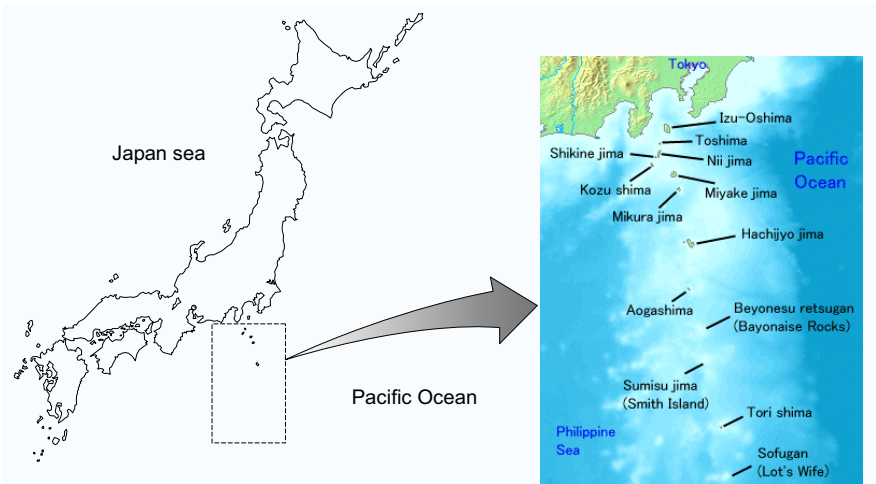 Japan sea
Pacific Ocean
Tokyo
Izu-Oshima
Toshima
Shikine jima
Nii jima
Pacific
Ocean
Kozu shima
Miyake jima
Mikura jima
Hachijyo jima
Aogashima
Beyonesu retsugan
(Bayonaise Rocks)
Sumisu jima
(Smith Island)
Tori shima
Philippine
Sea
Sofugan
(Lot's Wife)